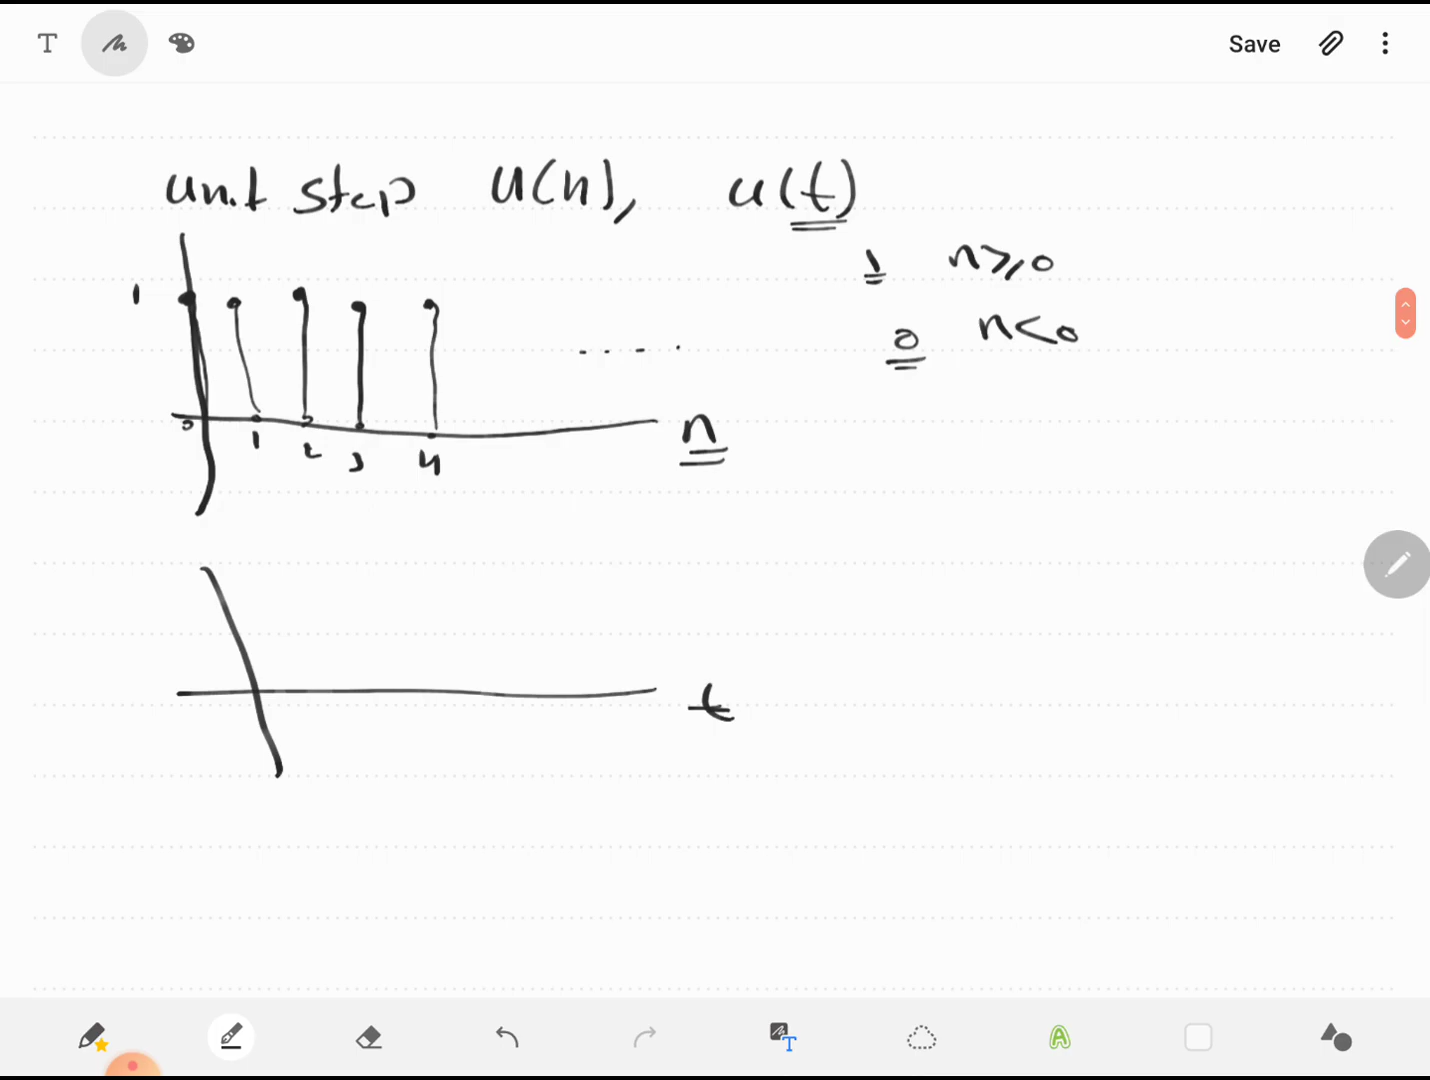 T Save
unit step u(n), u(t)
1 n≥0
1
0 n<0
.....
n
0 1 2 3 4
t
T A